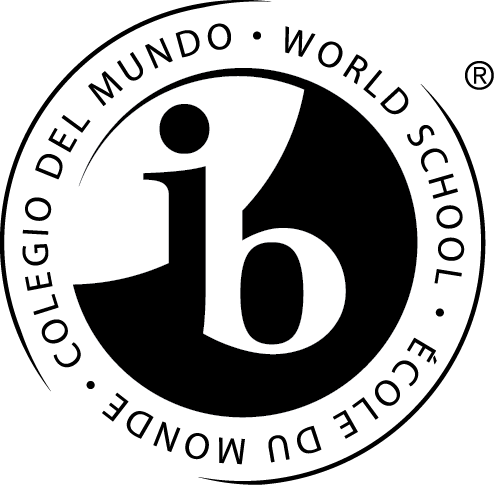 COLEGIO DEL MUNDO · WORLD SCHOOL · ÉCOLE DU MONDE ·
®
ib